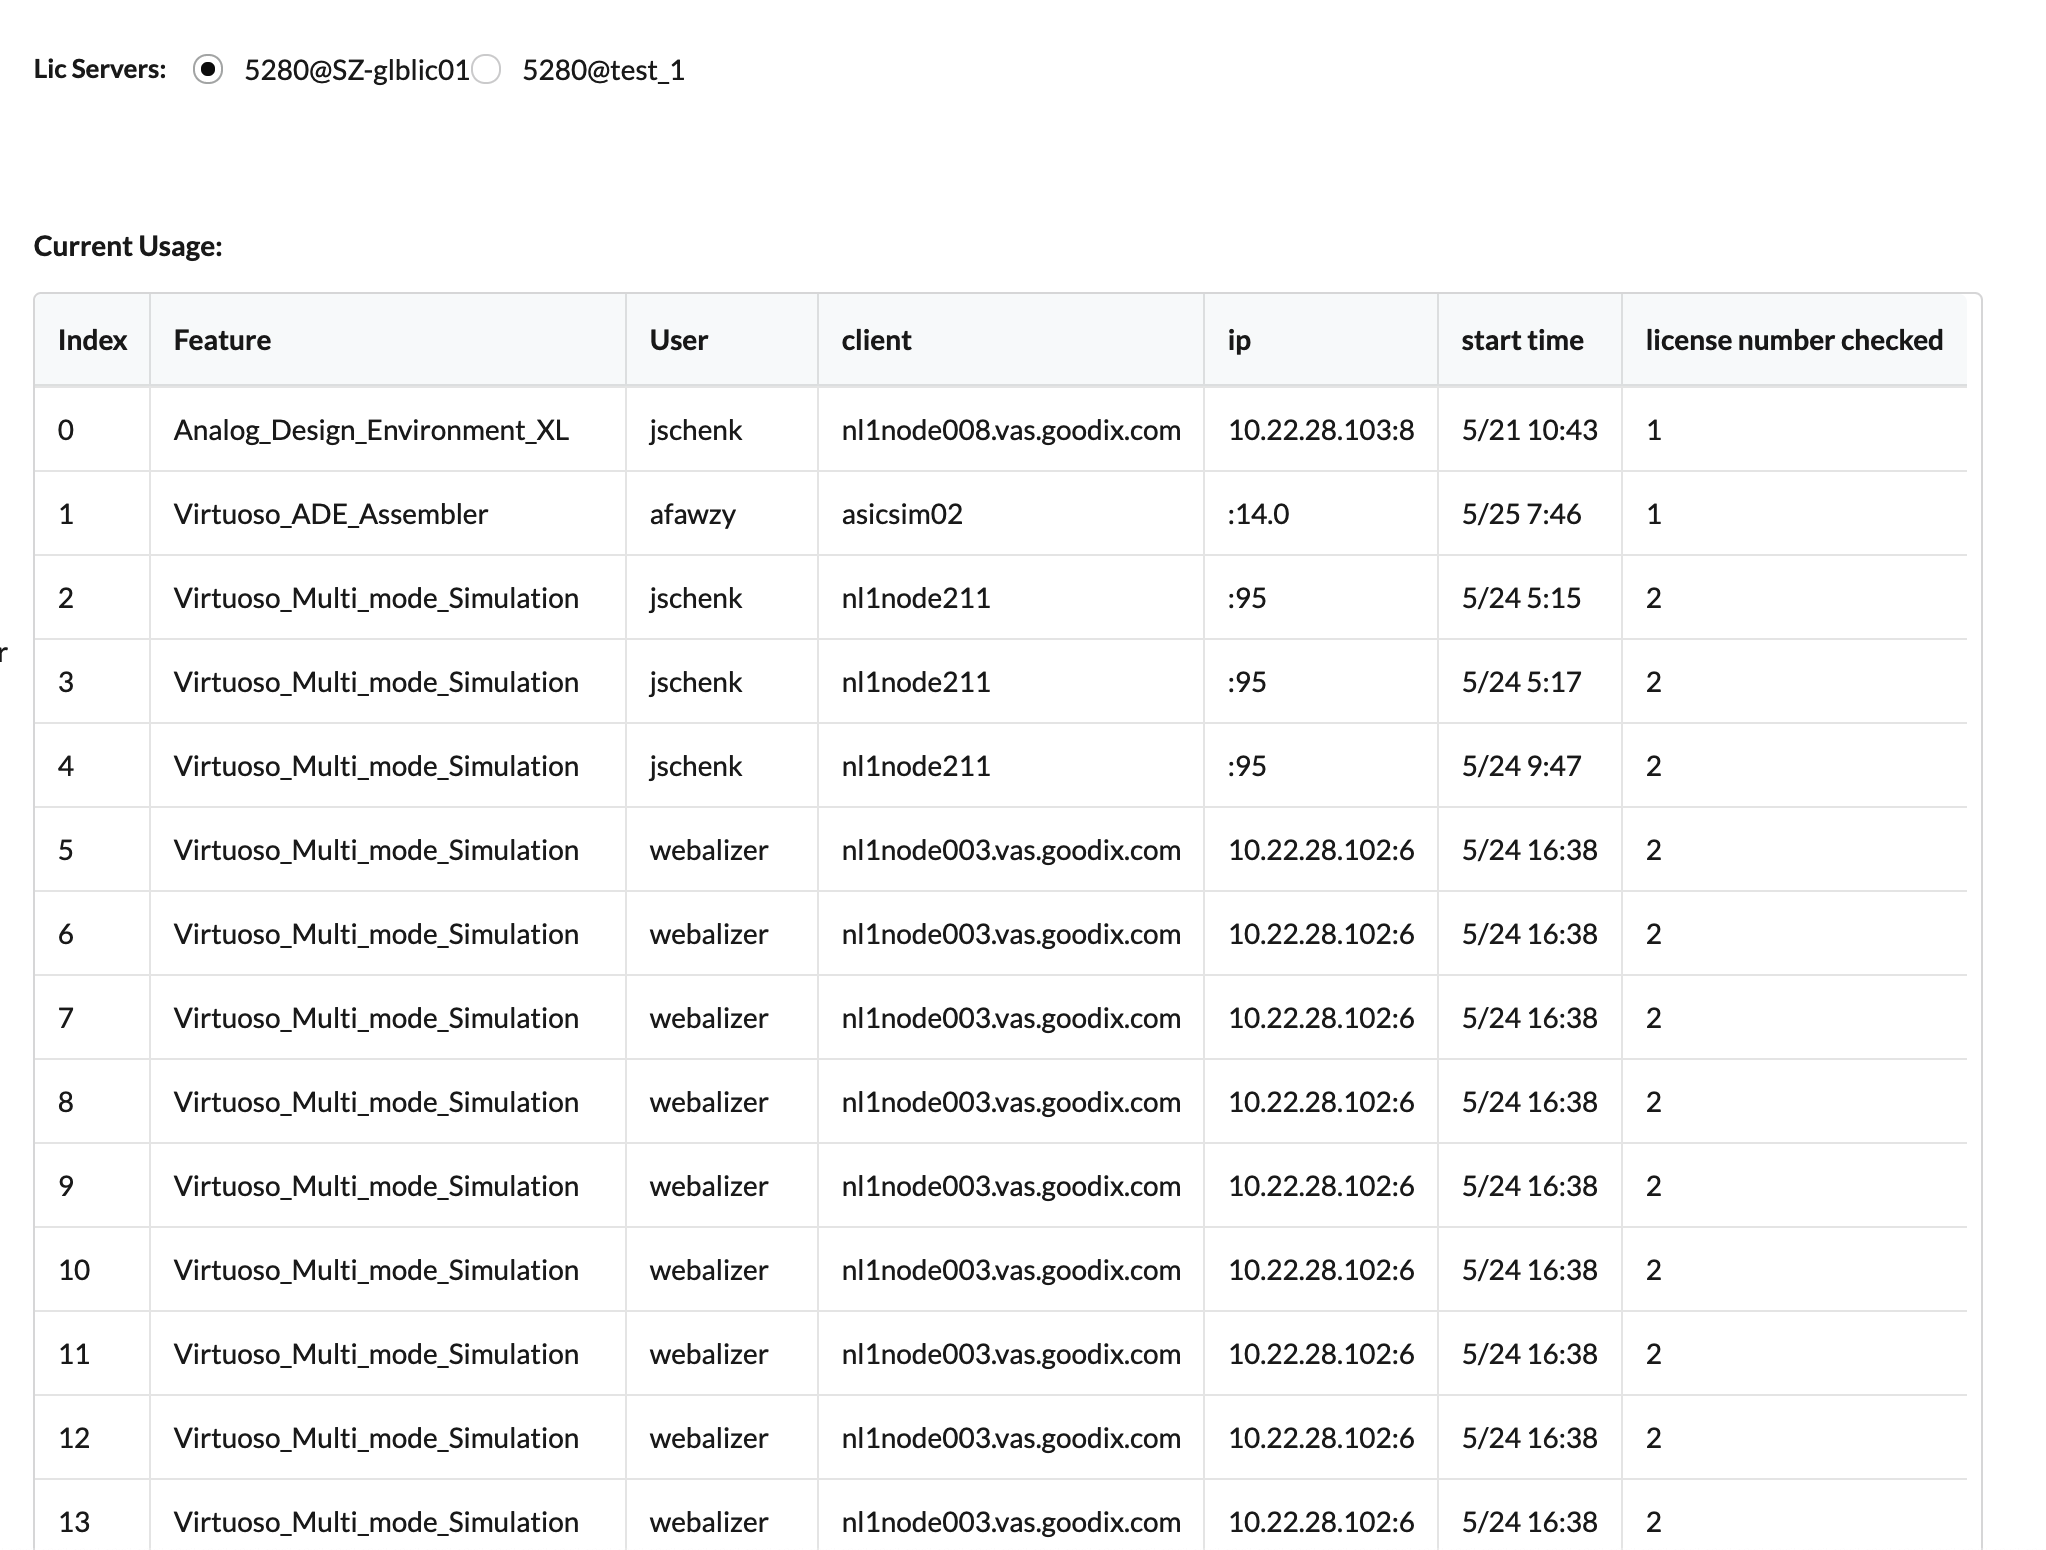 Lic Servers: 5280@SZ-glblic01 5280@test_1
Current Usage:
Index Feature User client ip start time license number checked
0 Analog_Design_Environment_XL jschenk nl1node008.vas.goodix.com 10.22.28.103:8 5/21 10:43 1
1 Virtuoso_ADE_Assembler afawzy asicsim02 :14.0 5/25 7:46 1
2 Virtuoso_Multi_mode_Simulation jschenk nl1node211 :95 5/24 5:15 2
r
3 Virtuoso_Multi_mode_Simulation jschenk nl1node211 :95 5/24 5:17 2
4 Virtuoso_Multi_mode_Simulation jschenk nl1node211 :95 5/24 9:47 2
5 Virtuoso_Multi_mode_Simulation webalizer nl1node003.vas.goodix.com 10.22.28.102:6 5/24 16:38 2
6 Virtuoso_Multi_mode_Simulation webalizer nl1node003.vas.goodix.com 10.22.28.102:6 5/24 16:38 2
7 Virtuoso_Multi_mode_Simulation webalizer nl1node003.vas.goodix.com 10.22.28.102:6 5/24 16:38 2
8 Virtuoso_Multi_mode_Simulation webalizer nl1node003.vas.goodix.com 10.22.28.102:6 5/24 16:38 2
9 Virtuoso_Multi_mode_Simulation webalizer nl1node003.vas.goodix.com 10.22.28.102:6 5/24 16:38 2
10 Virtuoso_Multi_mode_Simulation webalizer nl1node003.vas.goodix.com 10.22.28.102:6 5/24 16:38 2
11 Virtuoso_Multi_mode_Simulation webalizer nl1node003.vas.goodix.com 10.22.28.102:6 5/24 16:38 2
12 Virtuoso_Multi_mode_Simulation webalizer nl1node003.vas.goodix.com 10.22.28.102:6 5/24 16:38 2
13 Virtuoso_Multi_mode_Simulation webalizer nl1node003.vas.goodix.com 10.22.28.102:6 5/24 16:38 2